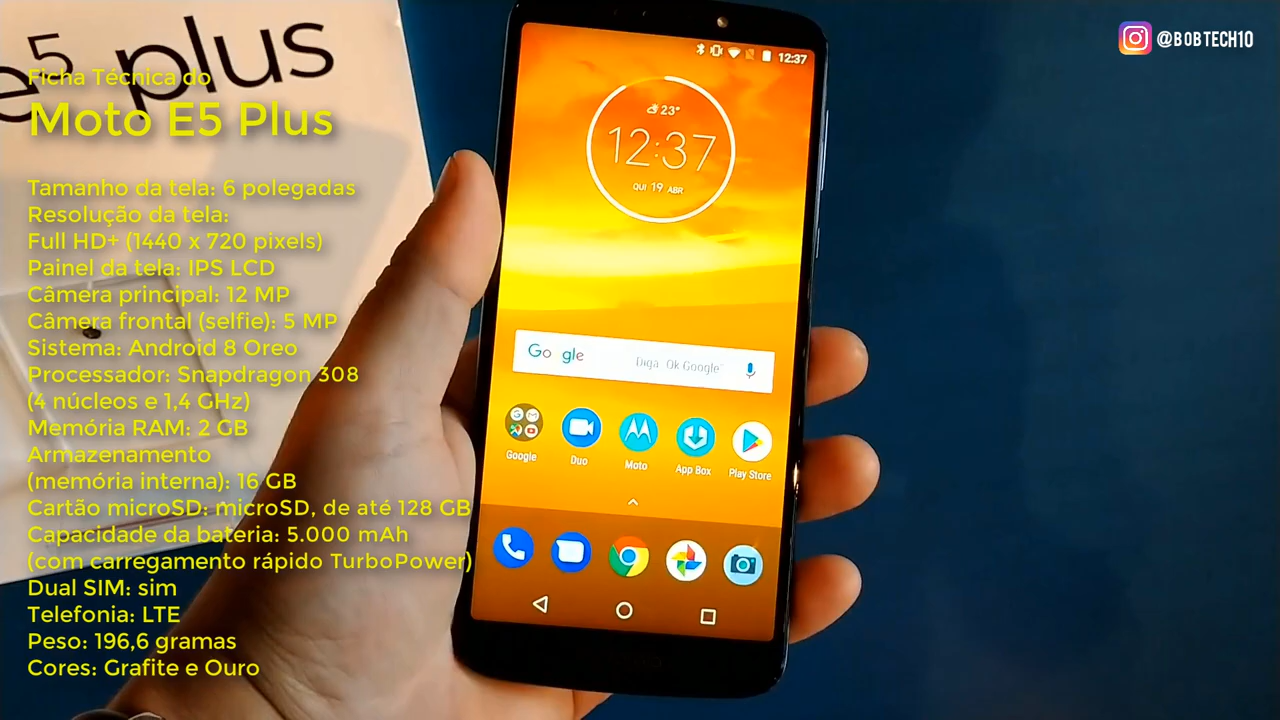 e5 plus
@BOBTECH10
Ficha Técnica do
Moto E5 Plus
Tamanho da tela: 6 polegadas
Resolução da tela:
Full HD+ (1440 x 720 pixels)
Painel da tela: IPS LCD
Câmera principal: 12 MP
Câmera frontal (selfie): 5 MP
Sistema: Android 8 Oreo
Processador: Snapdragon 308
(4 núcleos e 1,4 GHz)
Memória RAM: 2 GB
Armazenamento
(memória interna): 16 GB
Cartão microSD: microSD, de até 128 GB
Capacidade da bateria: 5.000 mAh
(com carregamento rápido TurboPower)
Dual SIM: sim
Telefonia: LTE
Peso: 196,6 gramas
Cores: Grafite e Ouro
12:37
23°
12:37
QUI 19 ABR
Google Diga "Ok Google"
Google Duo Moto App Box Play Store